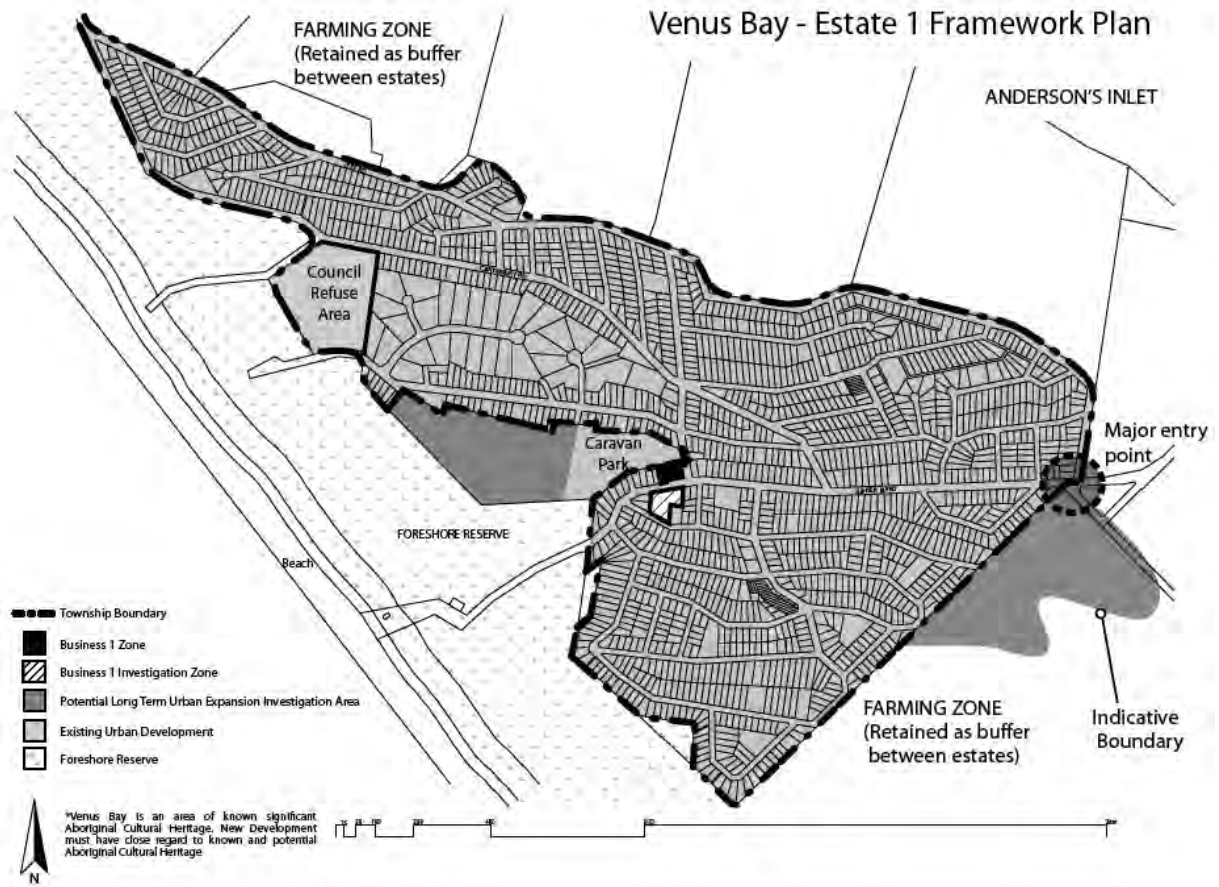 Venus Bay - Estate 1 Framework Plan
FARMING ZONE
(Retained as buffer
between estates)
ANDERSON'S INLET
Council
Refuse
Area
Caravan
Park
Major entry
point
FORESHORE RESERVE
Beach
FARMING ZONE
(Retained as buffer
between estates)
Indicative
Boundary
Township Boundary
Business 1 Zone
Business 1 Investigation Zone
Potential Long Term Urban Expansion Investigation Area
Existing Urban Development
Foreshore Reserve
*Venus Bay is an area of known significant
Aboriginal Cultural Heritage. New Development
must have close regard to known and potential
Aboriginal Cultural Heritage
N